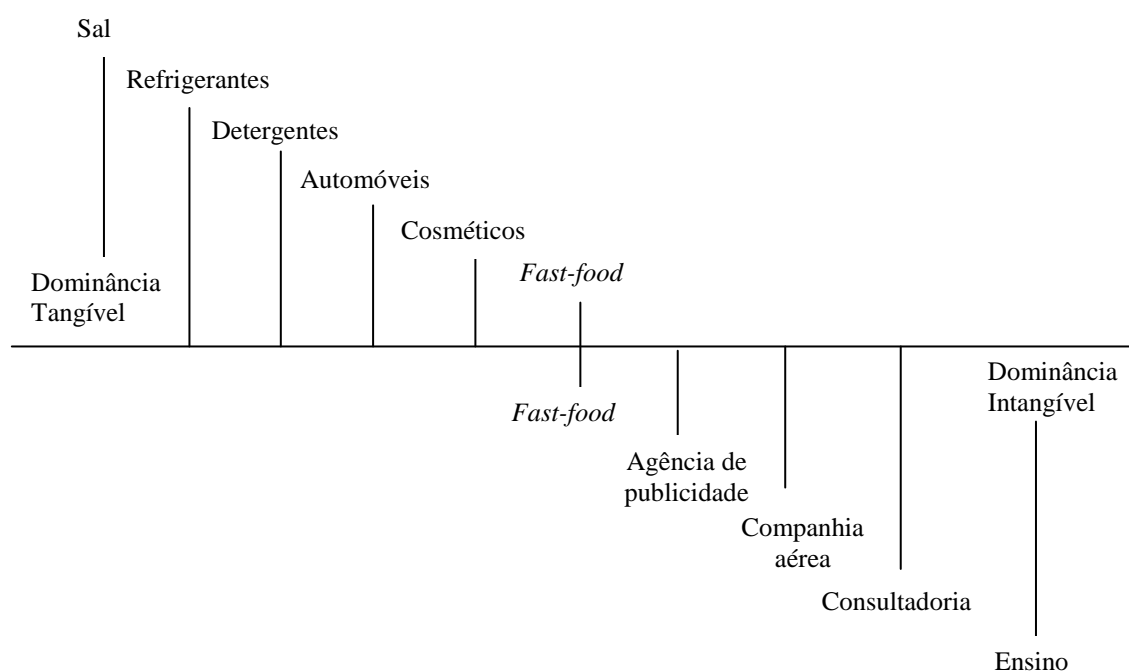 Sal
Refrigerantes
Detergentes
Automóveis
Cosméticos
Fast-food
Dominância
Tangível
Dominância
Intangível
Fast-food
Agência de
publicidade
Companhia
aérea
Consultadoria
Ensino